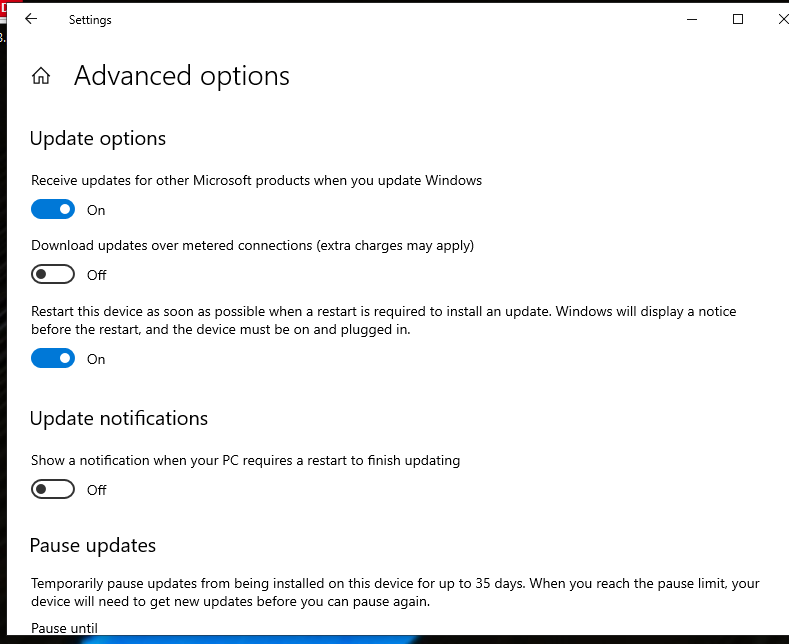 Settings
Advanced options
Update options
Receive updates for other Microsoft products when you update Windows
On
Download updates over metered connections (extra charges may apply)
Off
Restart this device as soon as possible when a restart is required to install an update. Windows will display a notice
before the restart, and the device must be on and plugged in.
On
Update notifications
Show a notification when your PC requires a restart to finish updating
Off
Pause updates
Temporarily pause updates from being installed on this device for up to 35 days. When you reach the pause limit, your
device will need to get new updates before you can pause again.
Pause until